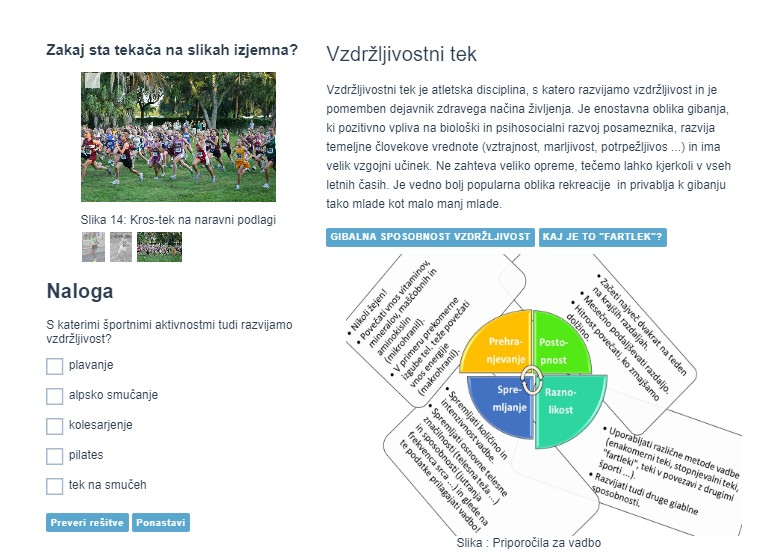 Zakaj sta tekača na slikah izjemna?
Slika 14: Kros-tek na naravni podlagi
Naloga
S katerimi športnimi aktivnostmi tudi razvijamo
vzdržljivost?
plavanje
alpsko smučanje
kolesarjenje
pilates
tek na smučeh
Preveri rešitve
Ponastavi
Vzdržljivostni tek
Vzdržljivostni tek je atletska disciplina, s katero razvijamo vzdržljivost in je
pomemben dejavnik zdravega načina življenja. Je enostavna oblika gibanja,
ki pozitivno vpliva na biološki in psihosocialni razvoj posameznika, razvija
temeljne človekove vrednote (vztrajnost, marljivost, potrpežljivos ...) in ima
velik vzgojni učinek. Ne zahteva veliko opreme, tečemo lahko kjerkoli v vseh
letnih časih. Je vedno bolj popularna oblika rekreacije in privablja k gibanju
tako mlade kot malo manj mlade.
GIBALNA SPOSOBNOST VZDRŽLJIVOST
KAJ JE TO "FARTLEK"?
• Nikoli žejen!
• Povečati vnos vitaminov,
mineralov, maščobnih in
aminokislin
(mikrohranil).
• V primeru prekomerne
izgube tel. teže povečati
vnos energije
(makrohranil).
• Začeti največ dvakrat na teden
na krajših razdaljah.
• Mesečno podaljševati razdaljo.
• Hitrost povečati, ko zmajšamo
dolžino.
Prehra-
njevanje
Posto-
pnost
Spre-
mljanje
Razno-
likost
• Spremljati količino in
intenzivnost vadbe.
• Spremljati osnovne telesne
značilnosti (telesna teža ...)
in sposobnosti (jutranja
frekvenca srca ...) in glede na
te podatke prilagajati vadbo!
• Uporabljati različne metode vadbe
(enakomerni teki, stopnjevalni teki,
"fartleki", teki v povezavi z drugimi
športi ...).
• Razvijati tudi druge giablne
sposobnosti.
Slika : Priporočila za vadbo